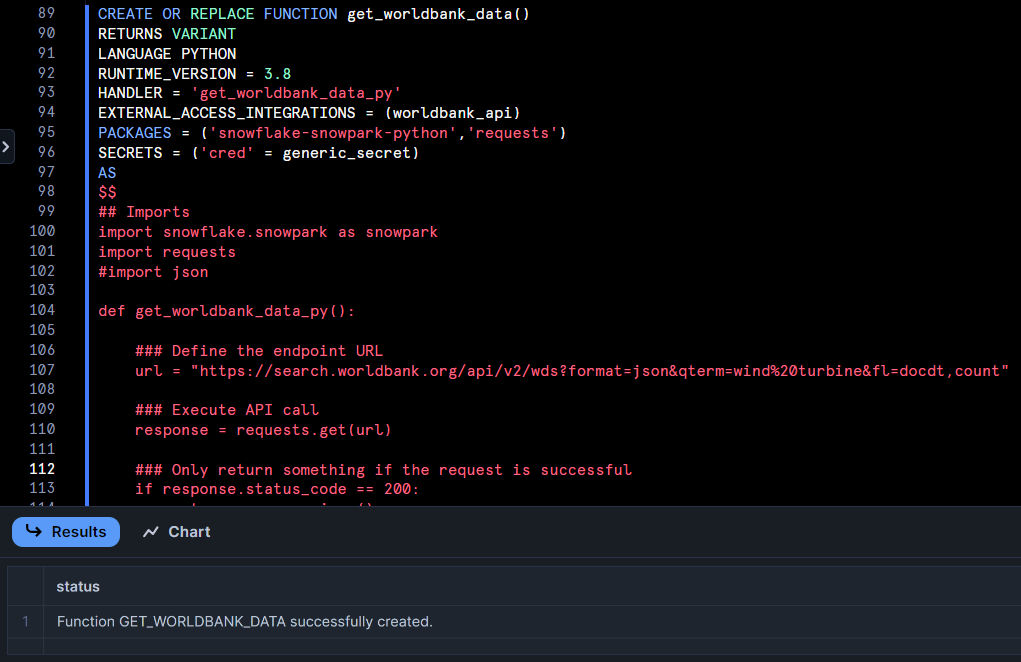 89 CREATE OR REPLACE FUNCTION get_worldbank_data()
90 RETURNS VARIANT
91 LANGUAGE PYTHON
92 RUNTIME_VERSION = 3.8
93 HANDLER = 'get_worldbank_data_py'
94 EXTERNAL_ACCESS_INTEGRATIONS = (worldbank_api)
95 PACKAGES = ('snowflake-snowpark-python','requests')
96 SECRETS = ('cred' = generic_secret)
97 AS
98 $$
99 ## Imports
100 import snowflake.snowpark as snowpark
101 import requests
102 #import json
103
104 def get_worldbank_data_py():
105
106 ### Define the endpoint URL
107 url = "https://search.worldbank.org/api/v2/wds?format=json&qterm=wind%20turbine&fl=docdt,count"
108
109 ### Execute API call
110 response = requests.get(url)
111
112 ### Only return something if the request is successful
113 if response.status_code == 200:
Results Chart
status
1 Function GET_WORLDBANK_DATA successfully created.